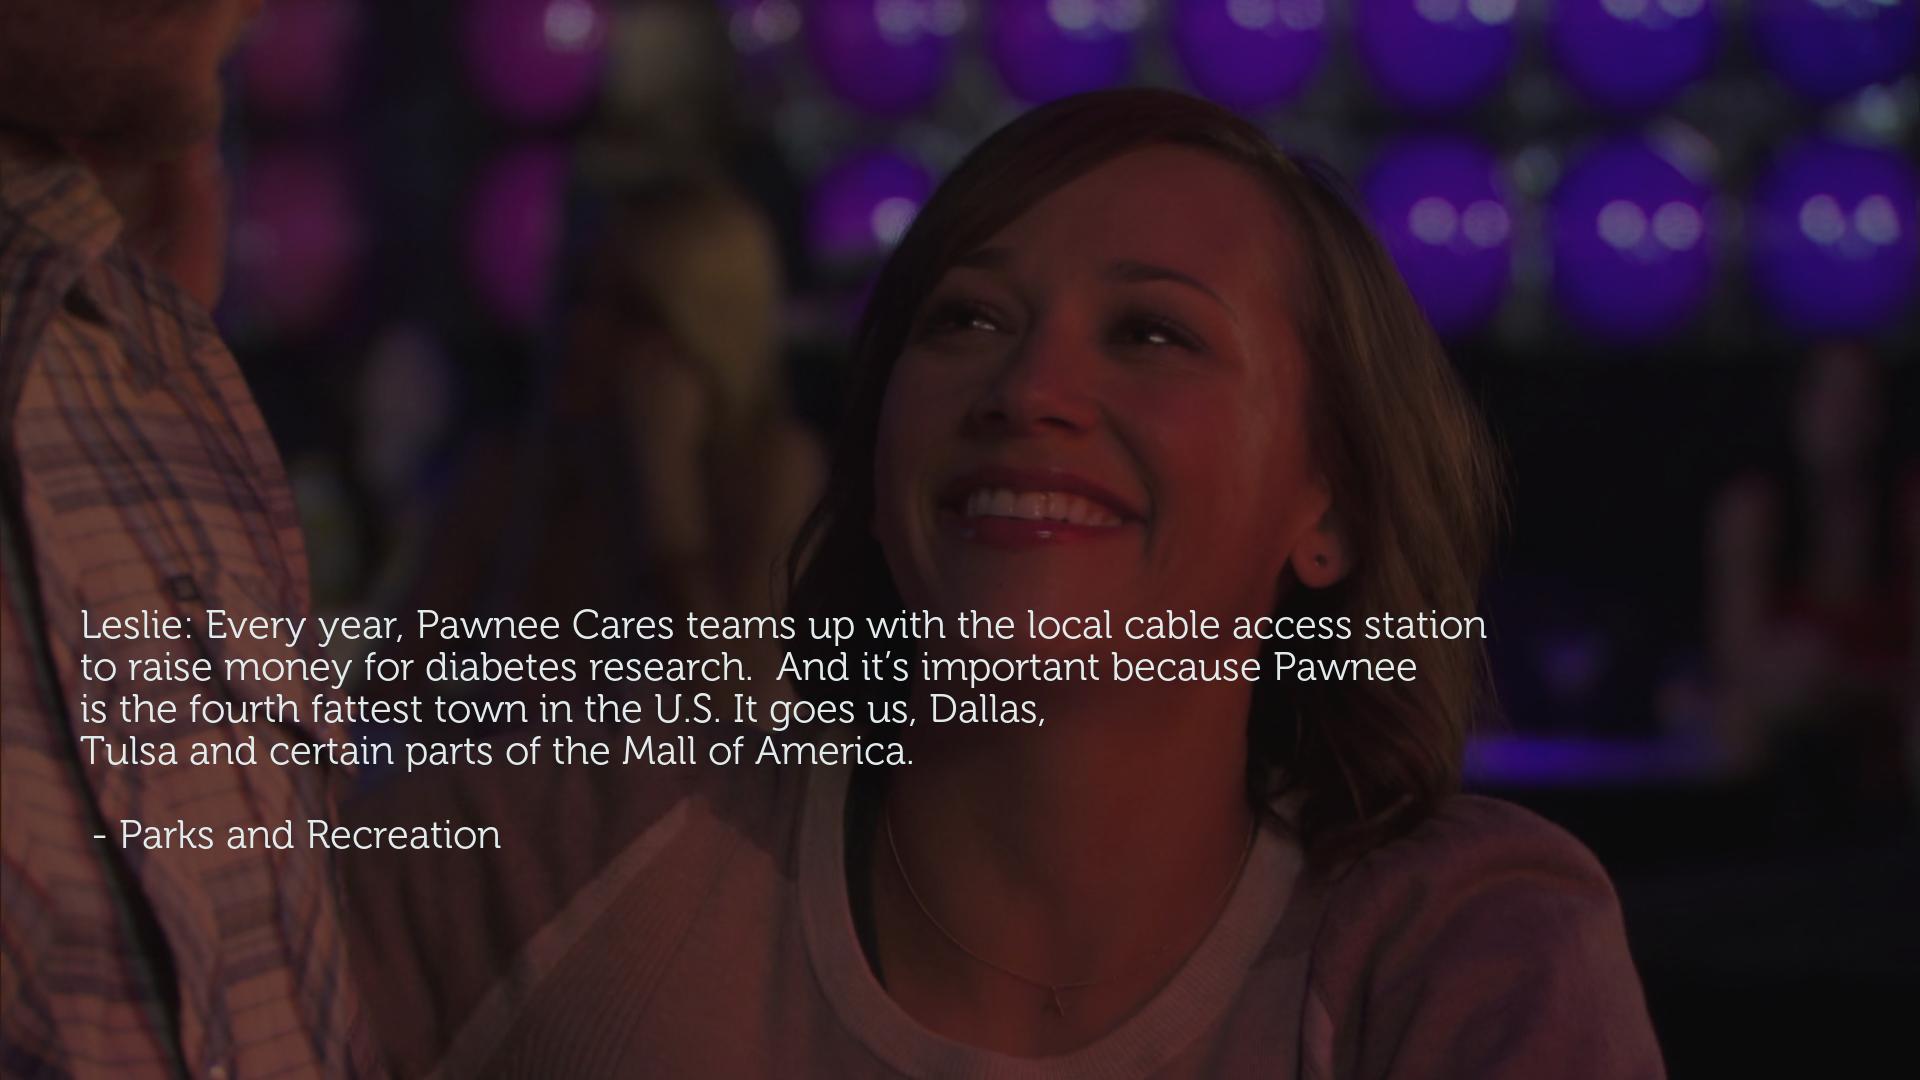 Leslie: Every year, Pawnee Cares teams up with the local cable access station
to raise money for diabetes research.  And it’s important because Pawnee
is the fourth fattest town in the U.S. It goes us, Dallas,
Tulsa and certain parts of the Mall of America.
- Parks and Recreation